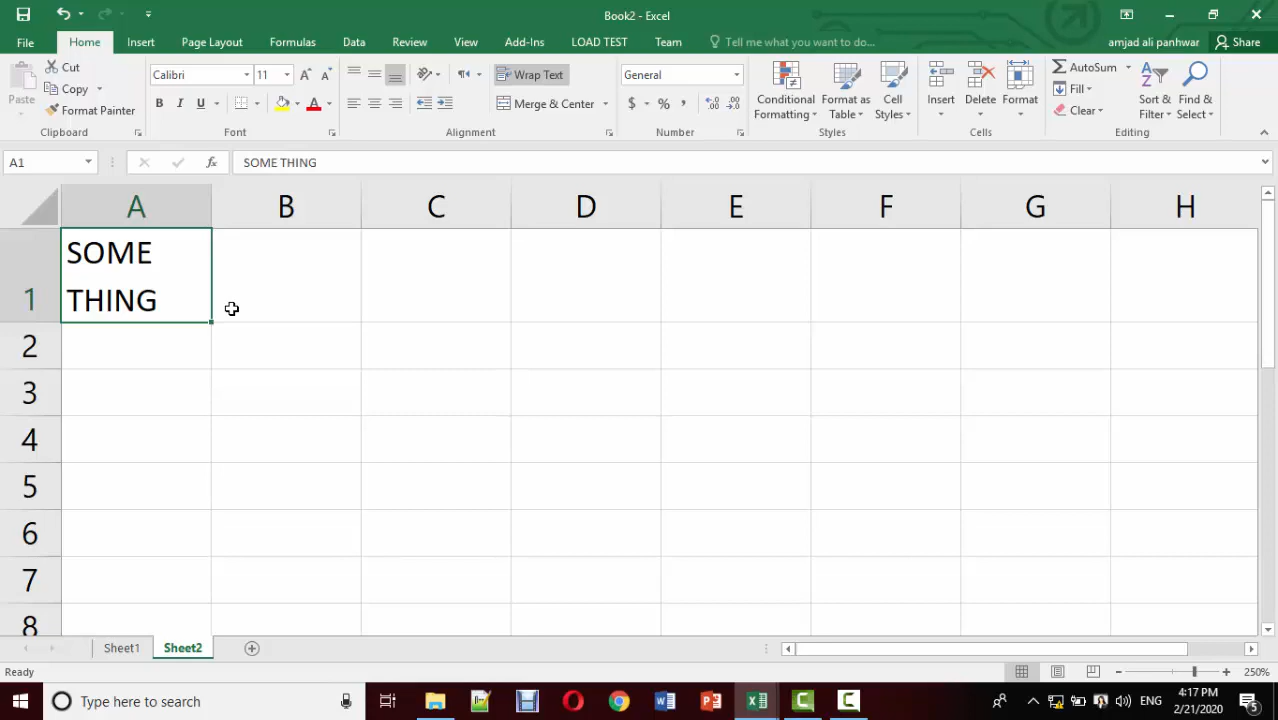 Book2 - Excel
File Home Insert Page Layout Formulas Data Review View Add-Ins LOAD TEST Team Tell me what you want to do... amjad ali panhwar Share
Paste Cut Copy Format Painter Clipboard
Calibri 11 B I U A A A Font
Wrap Text Merge & Center Alignment
General $ % , Number
Conditional Formatting Format as Table Cell Styles Styles
Insert Delete Format Cells
AutoSum Fill Clear Sort & Filter Find & Select Editing
A1 fx SOME THING
A B C D E F G H
1 SOME
THING
2
3
4
5
6
7
8
Sheet1 Sheet2
Ready 250%
Type here to search ENG 4:17 PM
2/21/2020 5